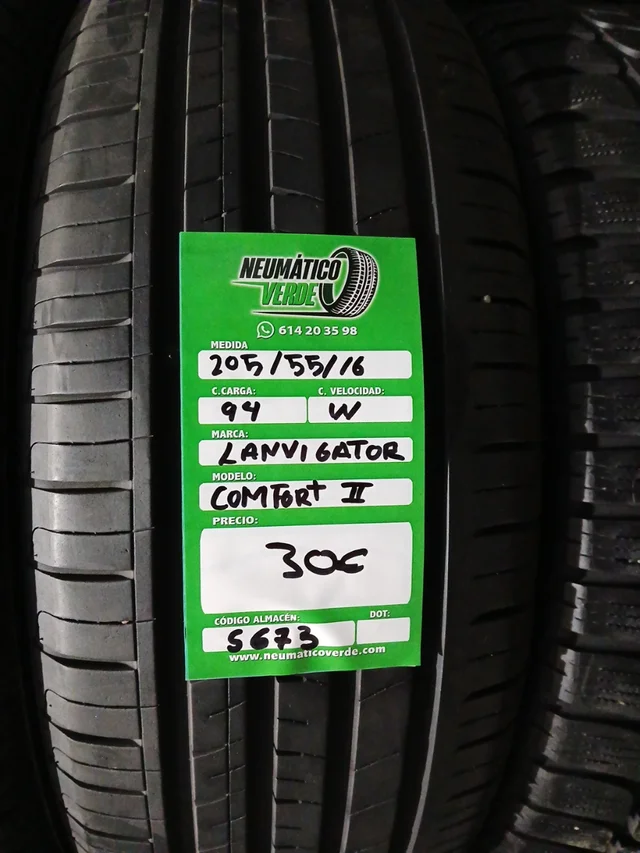 NEUMÁTICO
VERDE
614 20 35 98
MEDIDA
205/55/16
C.CARGA: C. VELOCIDAD:
94 W
MARCA:
LANVIGATOR
MODELO:
COMFORT II
PRECIO:
30€
CÓDIGO ALMACÉN: DOT:
S673
www.neumaticoverde.com